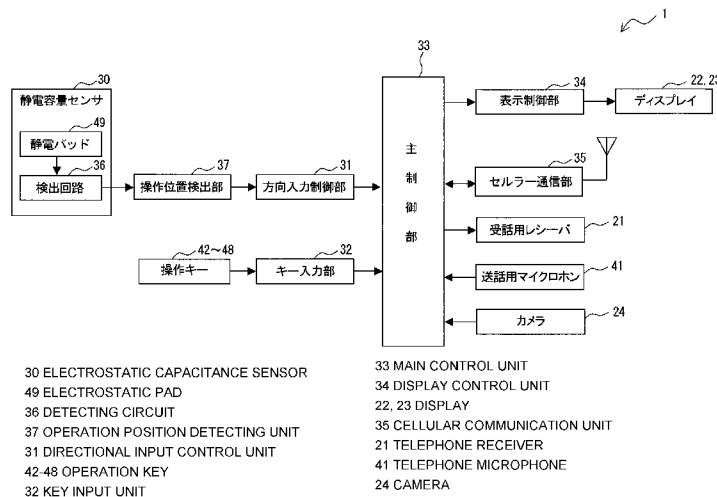 1
33
30
静電容量センサ
49
静電パッド
36
検出回路
37
操作位置検出部
31
方向入力制御部
42～48
操作キー
32
キー入力部
主制御部
34
表示制御部
22, 23
ディスプレイ
35
セルラー通信部
21
受話用レシーバ
41
送話用マイクロホン
24
カメラ
30 ELECTROSTATIC CAPACITANCE SENSOR
49 ELECTROSTATIC PAD
36 DETECTING CIRCUIT
37 OPERATION POSITION DETECTING UNIT
31 DIRECTIONAL INPUT CONTROL UNIT
42-48 OPERATION KEY
32 KEY INPUT UNIT
33 MAIN CONTROL UNIT
34 DISPLAY CONTROL UNIT
22, 23 DISPLAY
35 CELLULAR COMMUNICATION UNIT
21 TELEPHONE RECEIVER
41 TELEPHONE MICROPHONE
24 CAMERA